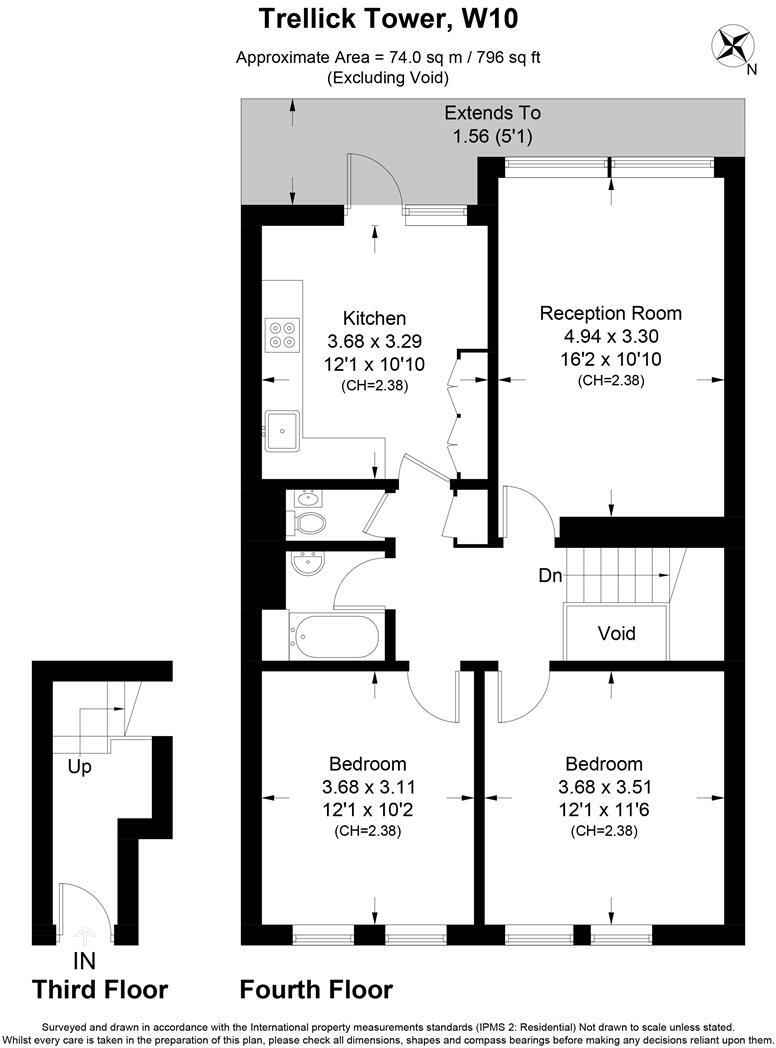 Trellick Tower, W10
Approximate Area = 74.0 sq m / 796 sq ft
(Excluding Void)
N
Extends To
1.56 (5'1)
Kitchen
3.68 x 3.29
12'1 x 10'10
(CH=2.38)
Reception Room
4.94 x 3.30
16'2 x 10'10
(CH=2.38)
Dn
Void
Up
Bedroom
3.68 x 3.11
12'1 x 10'2
(CH=2.38)
Bedroom
3.68 x 3.51
12'1 x 11'6
(CH=2.38)
IN
Third Floor
Fourth Floor
Surveyed and drawn in accordance with the International property measurements standards (IPMS 2: Residential) Not drawn to scale unless stated.
Whilst every care is taken in the preparation of this plan, please check all dimensions, shapes and compass bearings before making any decisions reliant upon them.